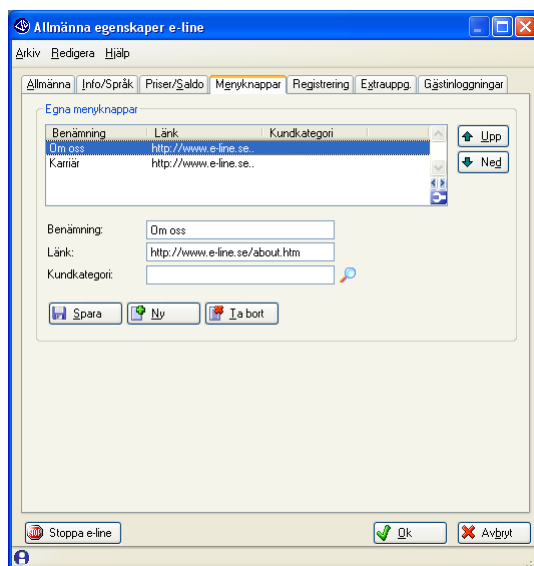 Allmänna egenskaper e-line
Arkiv Redigera Hjälp
Allmänna Info/Språk Priser/Saldo Menyknappar Registrering Extrauppg. Gästinloggningar
Egna menyknappar
Benämning Länk Kundkategori
Om oss http://www.e-line.se..
Karriär http://www.e-line.se..
Upp
Ned
Benämning: Om oss
Länk: http://www.e-line.se/about.htm
Kundkategori:
Spara Ny Ta bort
Stoppa e-line Ok Avbryt